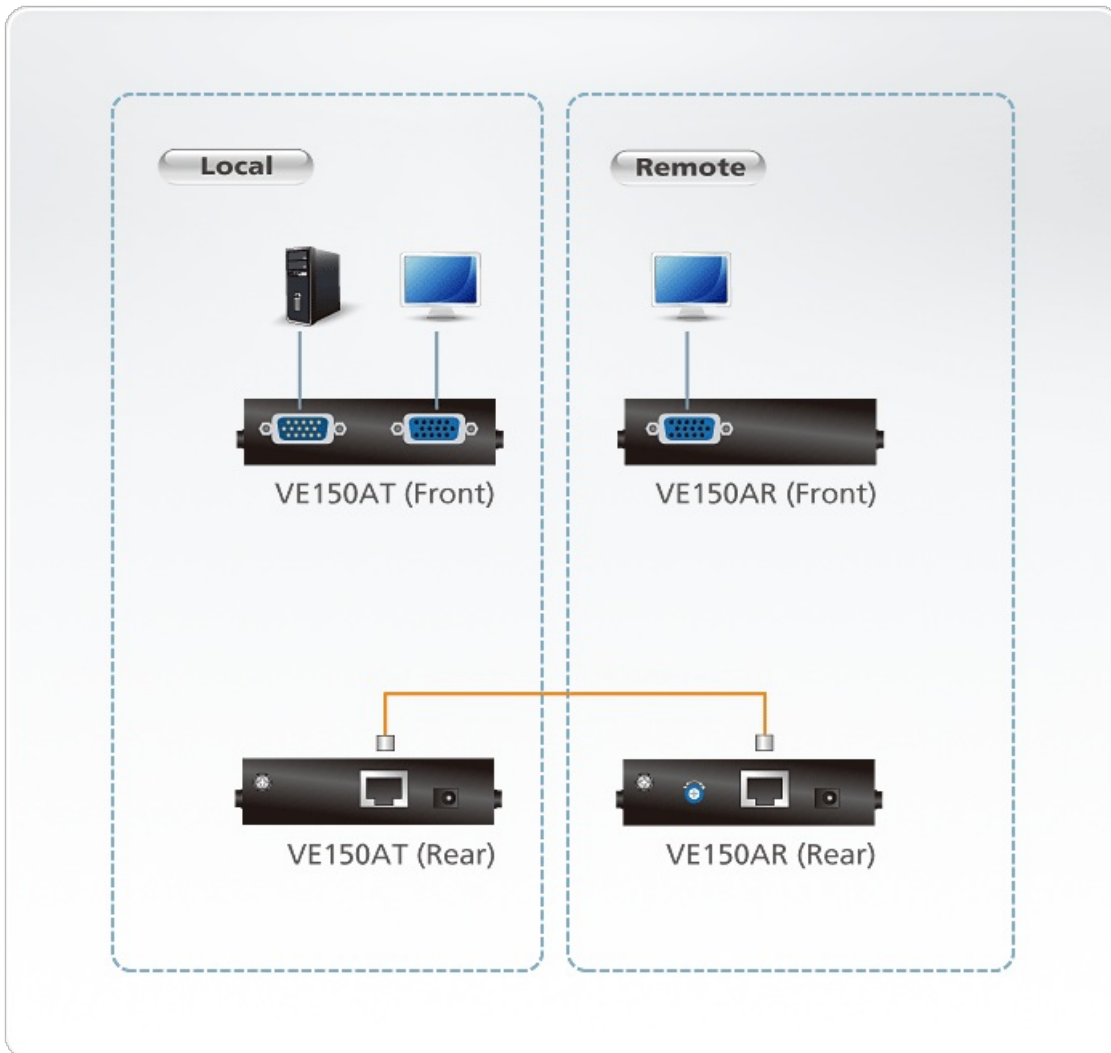 Local
Remote
VE150AT (Front)
VE150AR (Front)
VE150AT (Rear)
VE150AR (Rear)